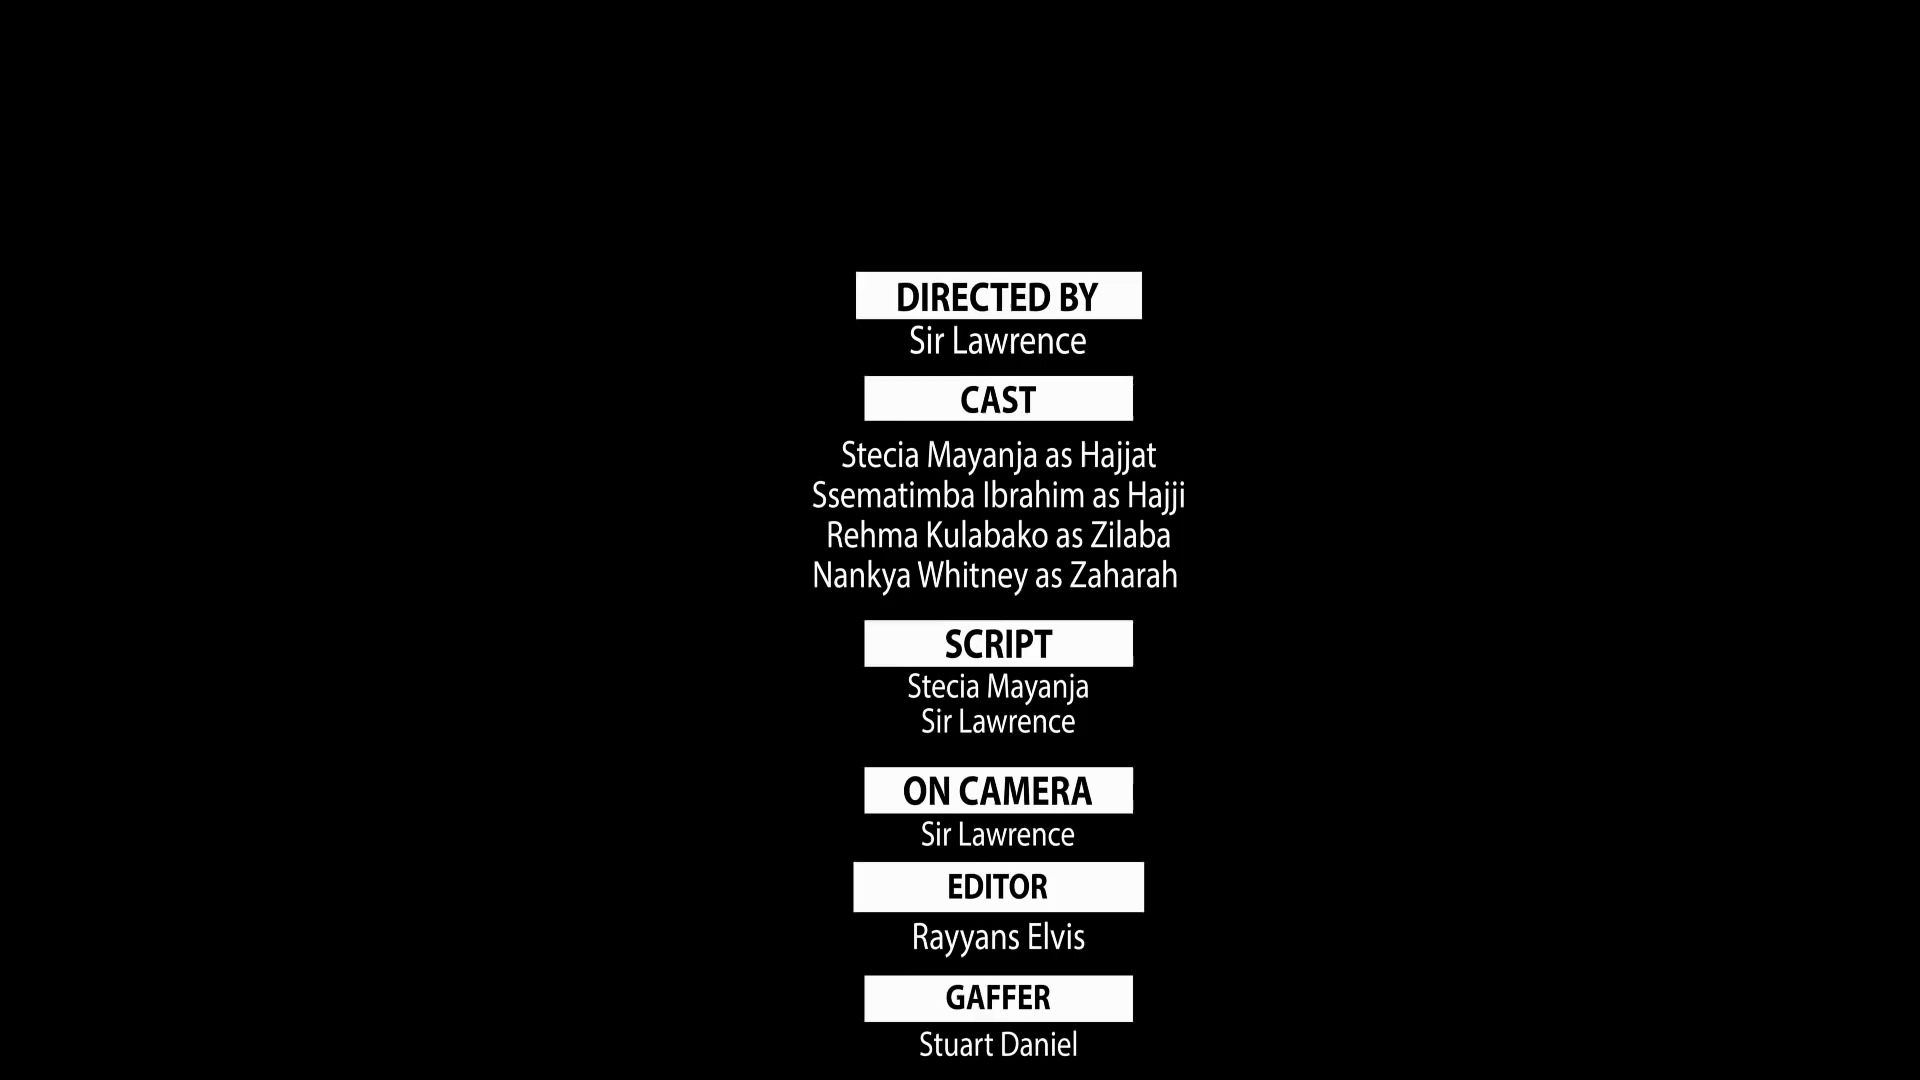 DIRECTED BY
Sir Lawrence
CAST
Stecia Mayanja as Hajjat
Ssematimba Ibrahim as Hajji
Rehma Kulabako as Zilaba
Nankya Whitney as Zaharah
SCRIPT
Stecia Mayanja
Sir Lawrence
ON CAMERA
Sir Lawrence
EDITOR
Rayyans Elvis
GAFFER
Stuart Daniel